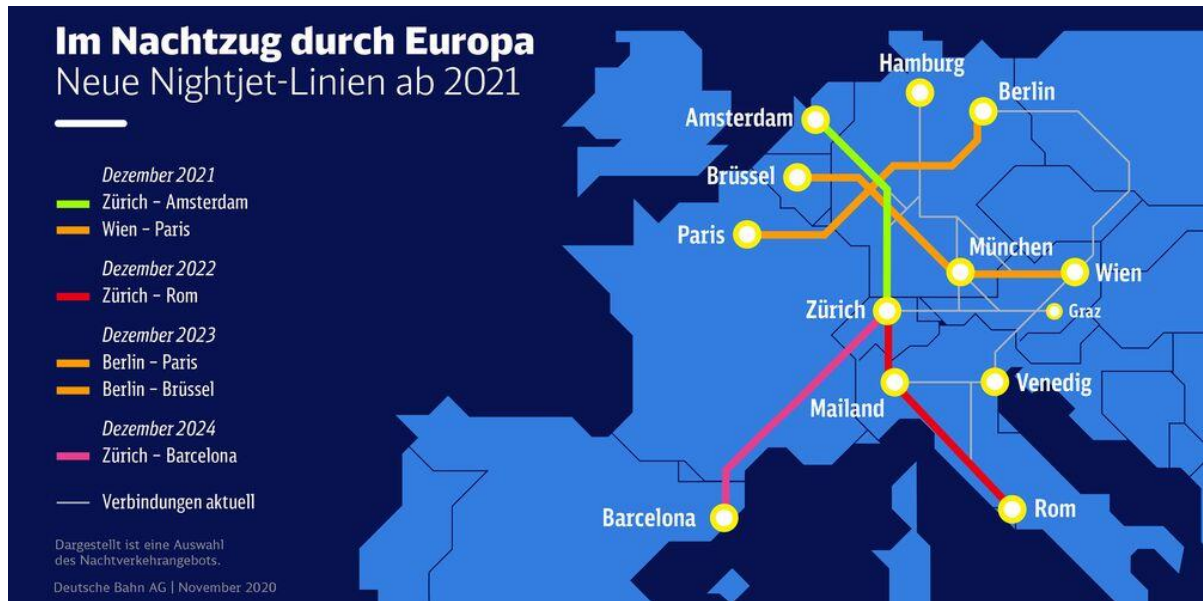 Im Nachtzug durch Europa
Neue Nightjet-Linien ab 2021
Dezember 2021
Zürich – Amsterdam
Wien – Paris
Dezember 2022
Zürich – Rom
Dezember 2023
Berlin – Paris
Berlin – Brüssel
Dezember 2024
Zürich – Barcelona
Verbindungen aktuell
Dargestellt ist eine Auswahl
des Nachtverkehrangebots.
Deutsche Bahn AG | November 2020
Hamburg
Berlin
Amsterdam
Brüssel
Paris
München
Wien
Zürich
Graz
Mailand
Venedig
Barcelona
Rom